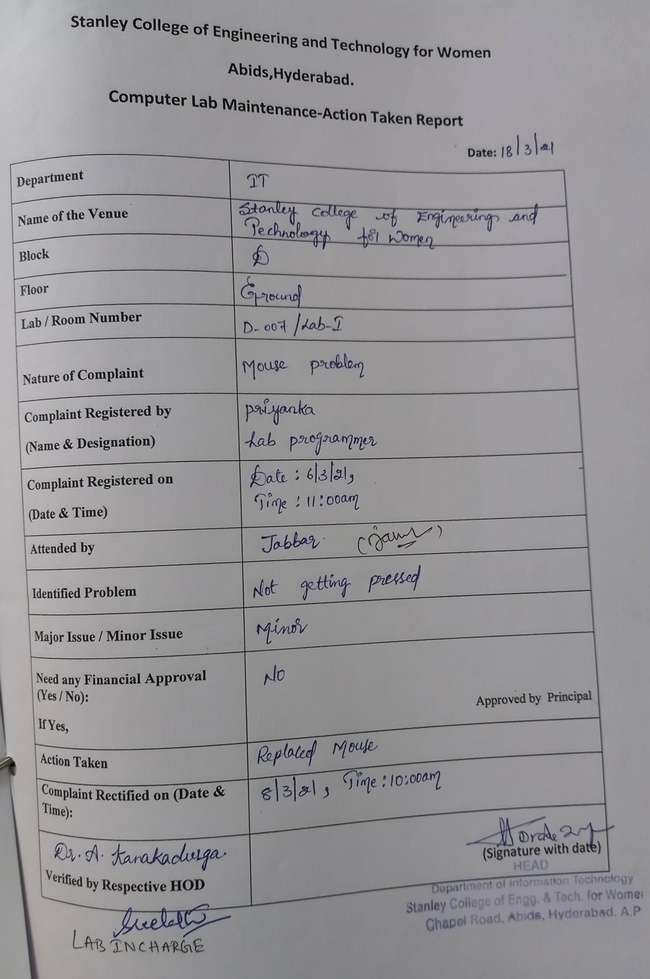 Stanley College of Engineering and Technology for Women
Abids,Hyderabad.
Computer Lab Maintenance-Action Taken Report
Date: 18/3/21
Department IT
Name of the Venue Stanley College of Engineering and
Technology for Women
Block D
Floor Ground
Lab / Room Number D-007/Lab-I
Nature of Complaint Mouse problem
Complaint Registered by priyanka
(Name & Designation) Lab programmer
Complaint Registered on Date : 6/3/21,
(Date & Time) Time : 11:00am
Attended by Jabbar
Identified Problem Not getting pressed
Major Issue / Minor Issue Minor
Need any Financial Approval NO
(Yes / No):
Approved by Principal
If Yes,
Action Taken Replaced Mouse
Complaint Rectified on (Date & 8/3/21, Time:10:00am
Time):
Dr. A. Kanakadurga.
Verified by Respective HOD
(Signature with date)
HEAD
Department of Information Technology
Stanley College of Engg. & Tech. for Women
Chapel Road, Abids, Hyderabad. A.P
LAB INCHARGE